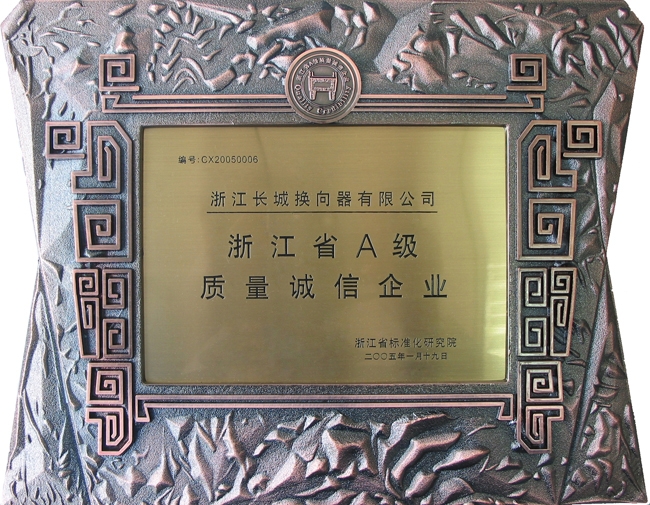 编号:CX20050006
浙江长城换向器有限公司
浙江省A级
质量诚信企业
浙江省标准化研究院
二〇〇五年一月十九日